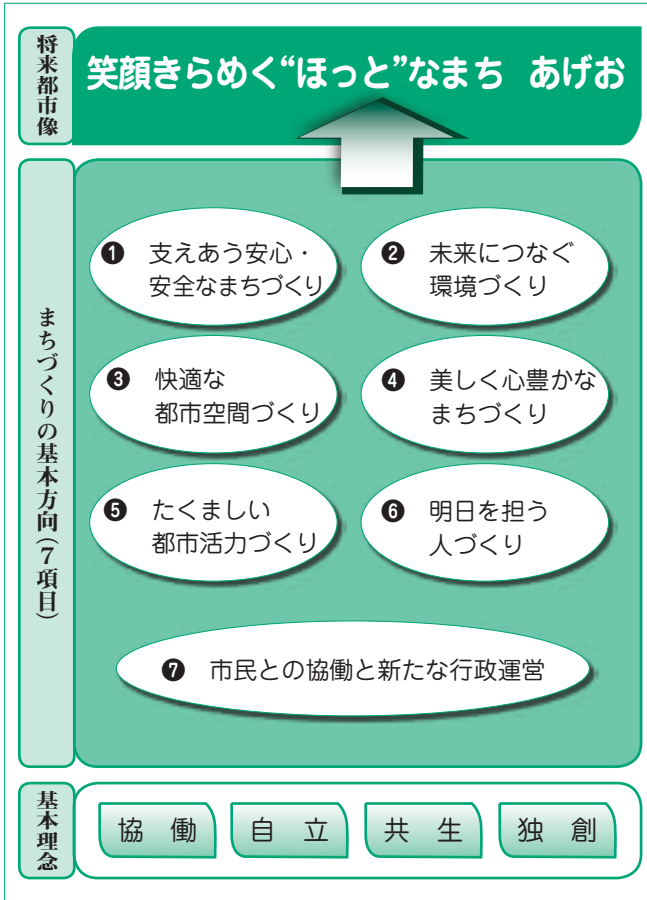 将来都市像
笑顔きらめく“ほっと”なまち あげお
まちづくりの基本方向(7項目)
❶ 支えあう安心・
安全なまちづくり
❷ 未来につなぐ
環境づくり
❸ 快適な
都市空間づくり
❹ 美しく心豊かな
まちづくり
❺ たくましい
都市活力づくり
❻ 明日を担う
人づくり
❼ 市民との協働と新たな行政運営
基本理念
協働
自立
共生
独創